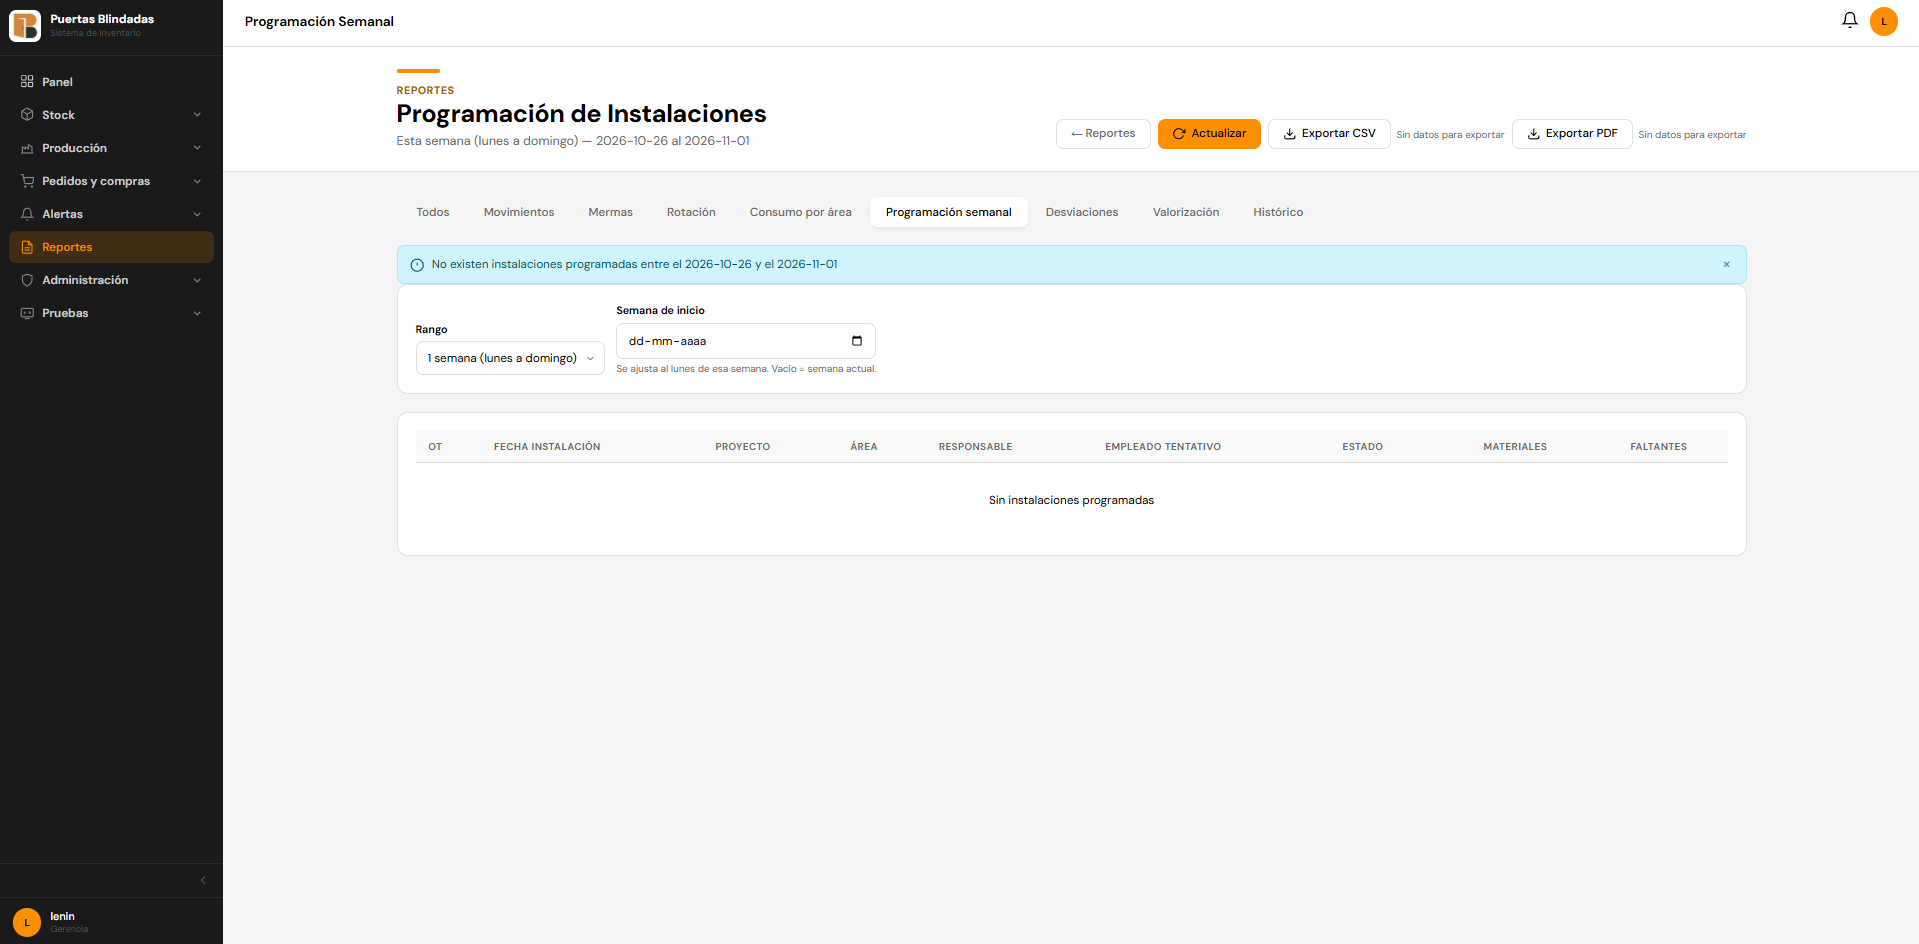 Puertas Blindadas
Sistema de Inventario
Panel
Stock
Producción
Pedidos y compras
Alertas
Reportes
Administración
Pruebas
L
lenin
Gerencia
Programación Semanal
L
REPORTES
Programación de Instalaciones
Esta semana (lunes a domingo) — 2026-10-26 al 2026-11-01
← Reportes
Actualizar
Exportar CSV
Sin datos para exportar
Exportar PDF
Sin datos para exportar
Todos
Movimientos
Mermas
Rotación
Consumo por área
Programación semanal
Desviaciones
Valorización
Histórico
No existen instalaciones programadas entre el 2026-10-26 y el 2026-11-01
×
Rango
1 semana (lunes a domingo)
Semana de inicio
dd-mm-aaaa
Se ajusta al lunes de esa semana. Vacío = semana actual.
OT FECHA INSTALACIÓN PROYECTO ÁREA RESPONSABLE EMPLEADO TENTATIVO ESTADO MATERIALES FALTANTES
Sin instalaciones programadas